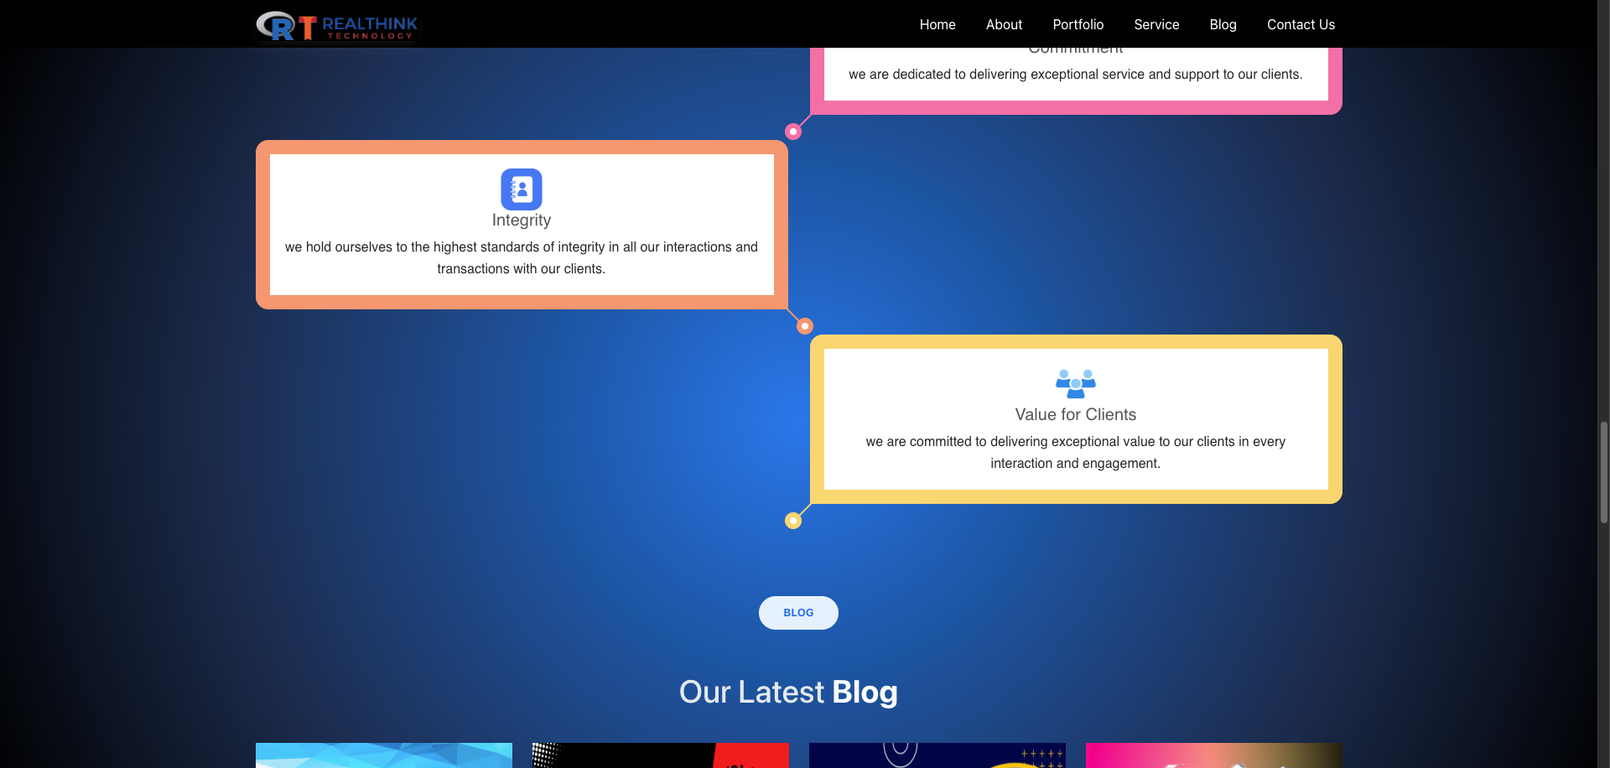 RT REALTHINK
TECHNOLOGY
Home About Portfolio Service Blog Contact Us
Commitment
we are dedicated to delivering exceptional service and support to our clients.
Integrity
we hold ourselves to the highest standards of integrity in all our interactions and
transactions with our clients.
Value for Clients
we are committed to delivering exceptional value to our clients in every
interaction and engagement.
BLOG
Our Latest Blog